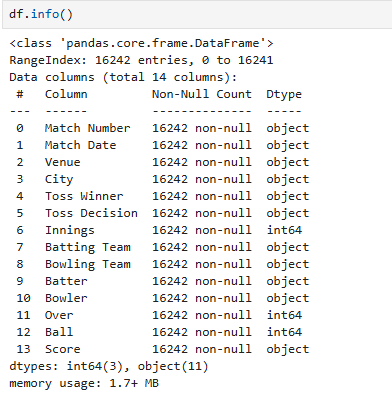 df.info()
<class 'pandas.core.frame.DataFrame'>
RangeIndex: 16242 entries, 0 to 16241
Data columns (total 14 columns):
 #   Column         Non-Null Count  Dtype
---  ------         --------------  -----
 0   Match Number   16242 non-null  object
 1   Match Date     16242 non-null  object
 2   Venue          16242 non-null  object
 3   City           16242 non-null  object
 4   Toss Winner    16242 non-null  object
 5   Toss Decision  16242 non-null  object
 6   Innings        16242 non-null  int64
 7   Batting Team   16242 non-null  object
 8   Bowling Team   16242 non-null  object
 9   Batter         16242 non-null  object
 10  Bowler         16242 non-null  object
 11  Over           16242 non-null  int64
 12  Ball           16242 non-null  int64
 13  Score          16242 non-null  object
dtypes: int64(3), object(11)
memory usage: 1.7+ MB